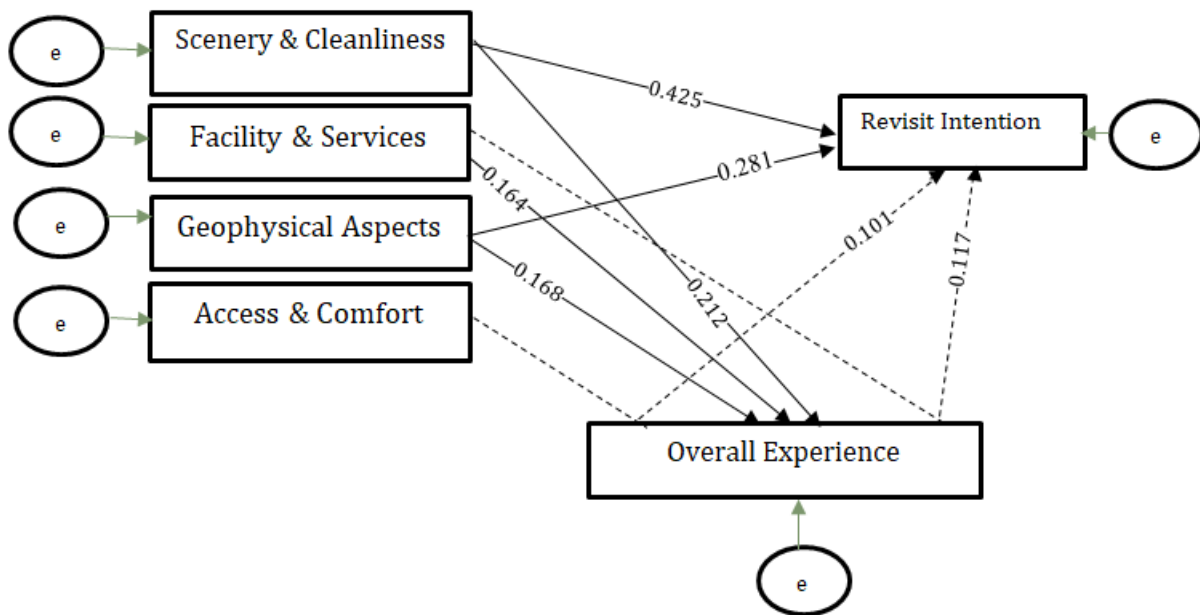 e
Scenery & Cleanliness
e
Facility & Services
e
Geophysical Aspects
e
Access & Comfort
0.425
Revisit Intention
e
0.281
0.164
0.168
0.212
0.101
0.117
Overall Experience
e